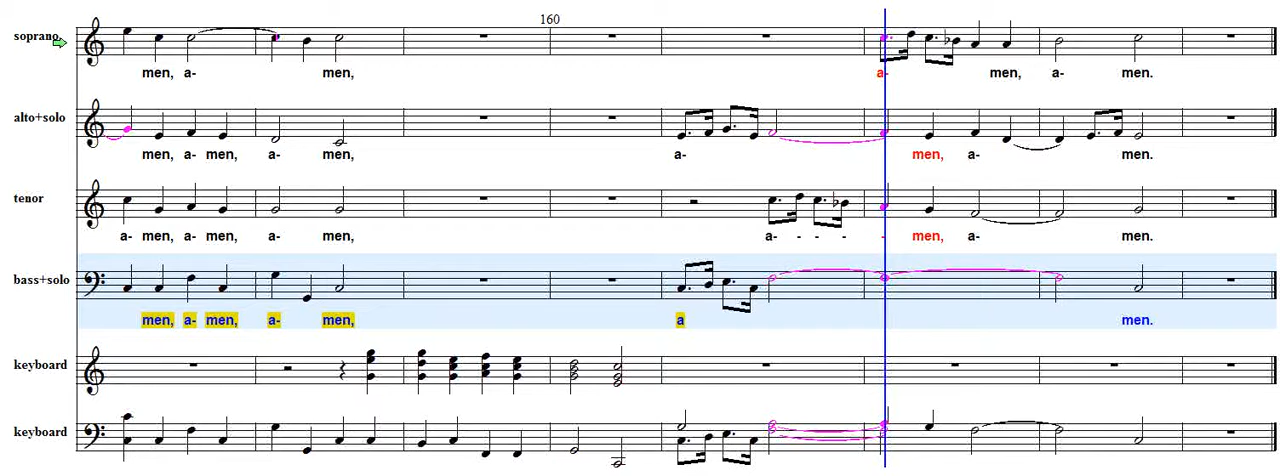 160
soprano
men, a- men, a- men, a- men.
alto+solo
men, a- men, a- men, a- men, a- men.
tenor
a- men, a- men, a- men, a- - - - men, a- men.
bass+solo
men, a- men, a- men, a men.
keyboard
keyboard